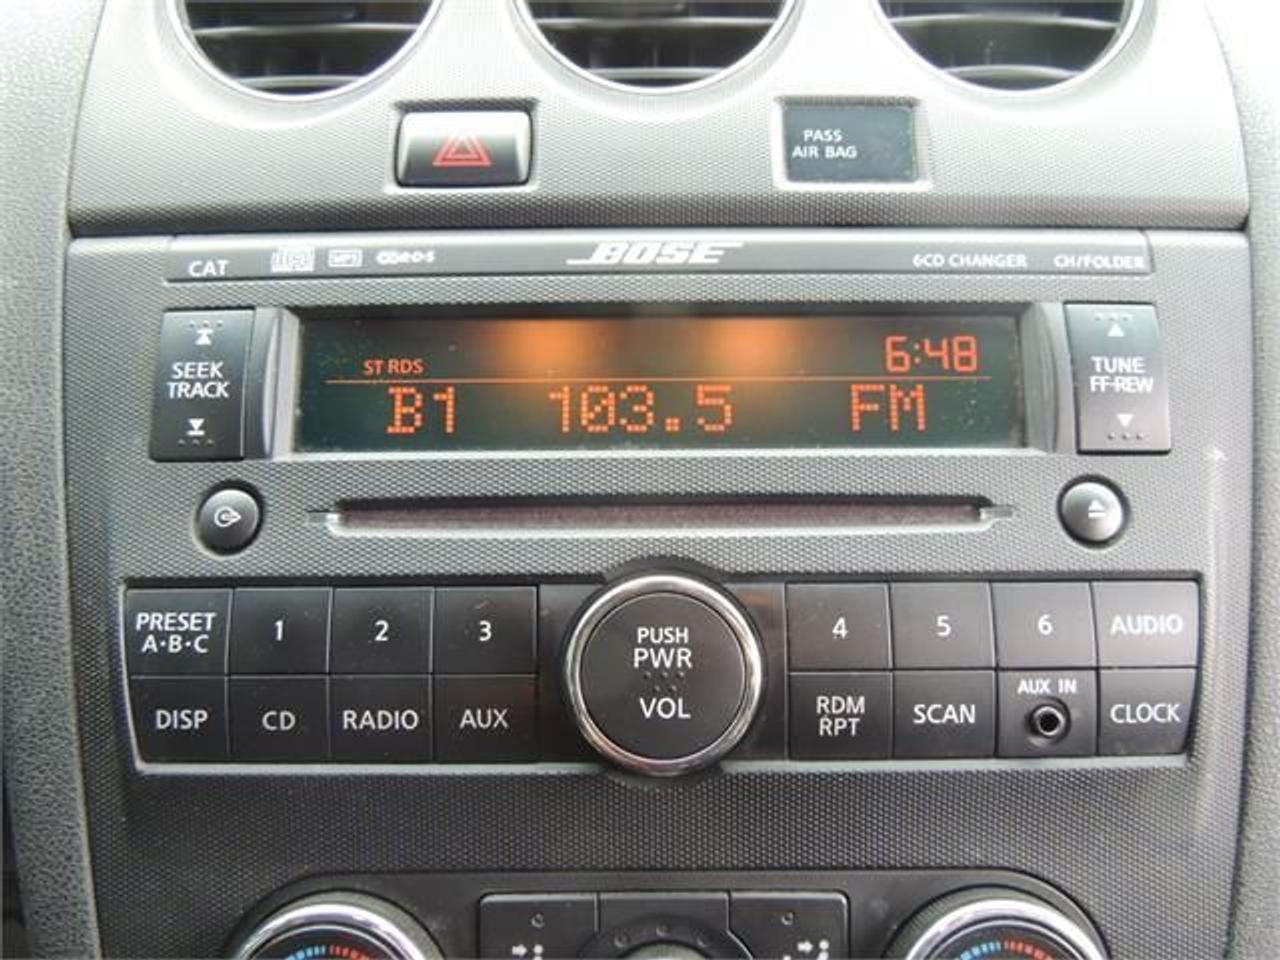 PASS
AIR BAG
CAT
MP3
R·D·S
BOSE
6CD CHANGER
CH/FOLDER
SEEK
TRACK
ST RDS
6:48
B1 103.5 FM
TUNE
FF·REW
PRESET
A·B·C
1
2
3
PUSH
PWR
VOL
4
5
6
AUDIO
DISP
CD
RADIO
AUX
RDM
RPT
SCAN
AUX IN
CLOCK